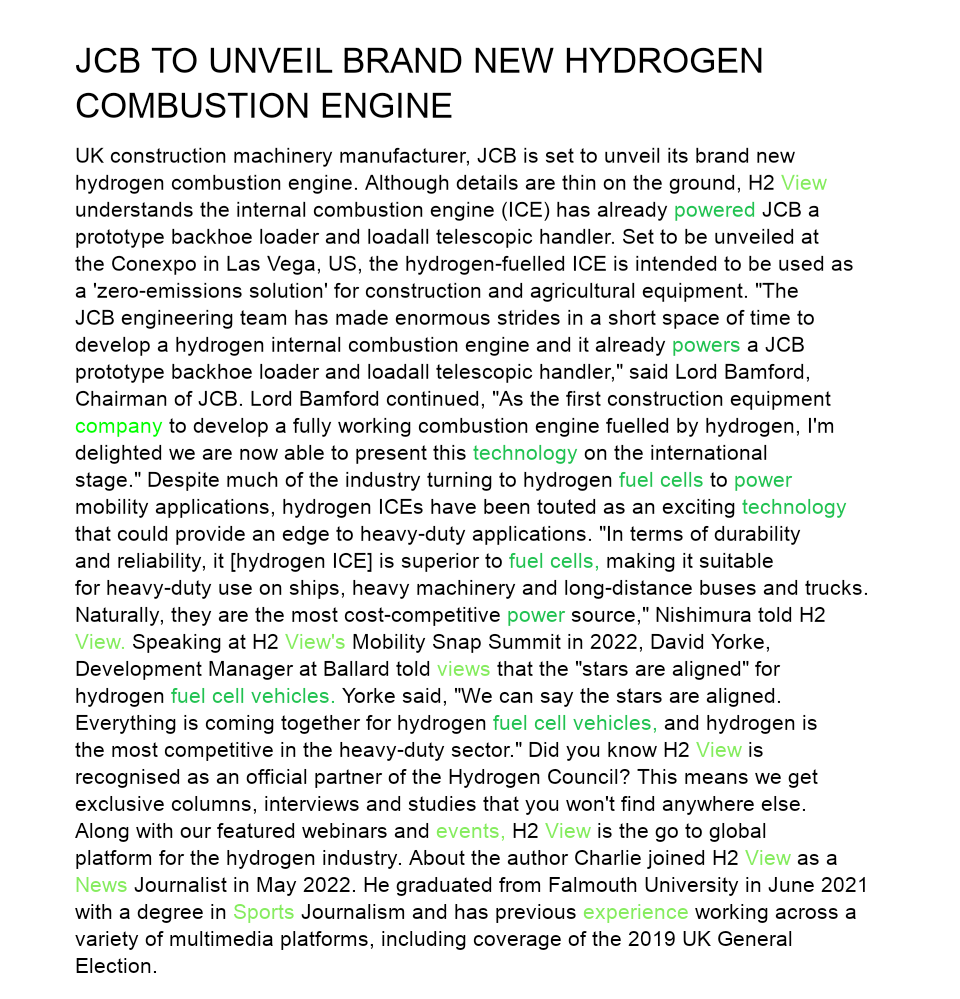 JCB TO UNVEIL BRAND NEW HYDROGEN
COMBUSTION ENGINE
UK construction machinery manufacturer, JCB is set to unveil its brand new
hydrogen combustion engine. Although details are thin on the ground, H2 View
understands the internal combustion engine (ICE) has already powered JCB a
prototype backhoe loader and loadall telescopic handler. Set to be unveiled at
the Conexpo in Las Vega, US, the hydrogen-fuelled ICE is intended to be used as
a 'zero-emissions solution' for construction and agricultural equipment. "The
JCB engineering team has made enormous strides in a short space of time to
develop a hydrogen internal combustion engine and it already powers a JCB
prototype backhoe loader and loadall telescopic handler," said Lord Bamford,
Chairman of JCB. Lord Bamford continued, "As the first construction equipment
company to develop a fully working combustion engine fuelled by hydrogen, I'm
delighted we are now able to present this technology on the international
stage." Despite much of the industry turning to hydrogen fuel cells to power
mobility applications, hydrogen ICEs have been touted as an exciting technology
that could provide an edge to heavy-duty applications. "In terms of durability
and reliability, it [hydrogen ICE] is superior to fuel cells, making it suitable
for heavy-duty use on ships, heavy machinery and long-distance buses and trucks.
Naturally, they are the most cost-competitive power source," Nishimura told H2
View. Speaking at H2 View's Mobility Snap Summit in 2022, David Yorke,
Development Manager at Ballard told views that the "stars are aligned" for
hydrogen fuel cell vehicles. Yorke said, "We can say the stars are aligned.
Everything is coming together for hydrogen fuel cell vehicles, and hydrogen is
the most competitive in the heavy-duty sector." Did you know H2 View is
recognised as an official partner of the Hydrogen Council? This means we get
exclusive columns, interviews and studies that you won't find anywhere else.
Along with our featured webinars and events, H2 View is the go to global
platform for the hydrogen industry. About the author Charlie joined H2 View as a
News Journalist in May 2022. He graduated from Falmouth University in June 2021
with a degree in Sports Journalism and has previous experience working across a
variety of multimedia platforms, including coverage of the 2019 UK General
Election.